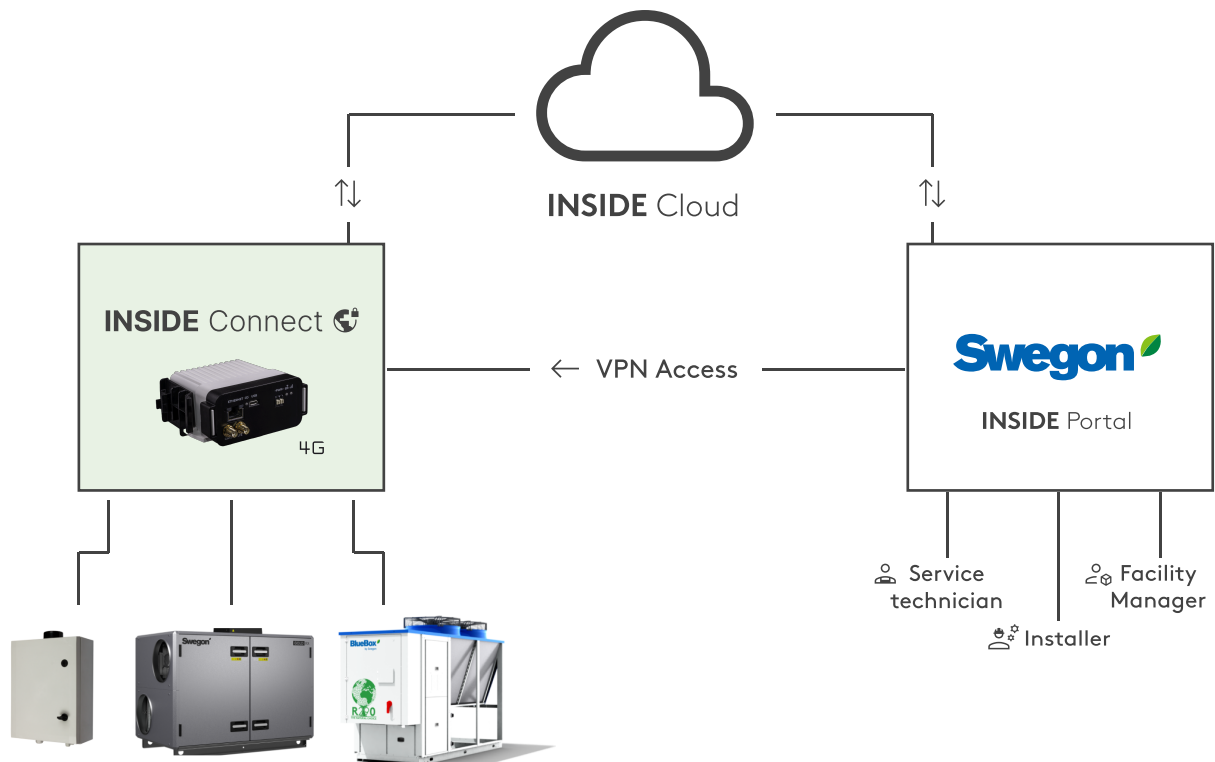 INSIDE Cloud
INSIDE Connect
4G
VPN Access
Swegon
INSIDE Portal
Service
technician
Facility
Manager
Installer
Swegon
BlueBox